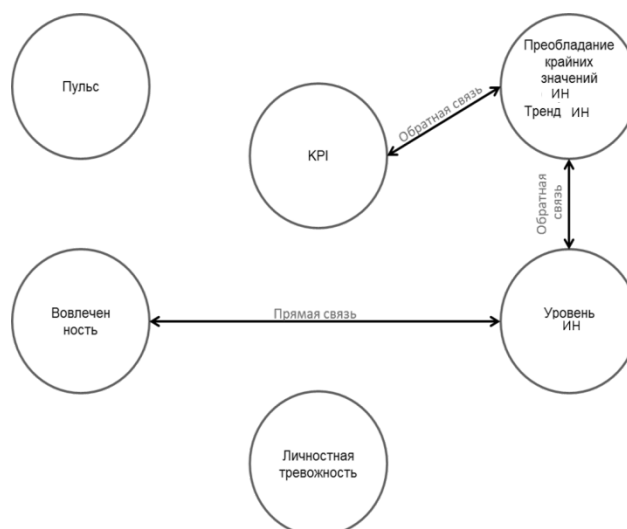 Пульс
Преобладание
крайних
значений
ИН
Тренд ИН
Обратная связь
KPI
Обратная
связь
Вовлечен
ность
Прямая связь
Уровень
ИН
Личностная
тревожность